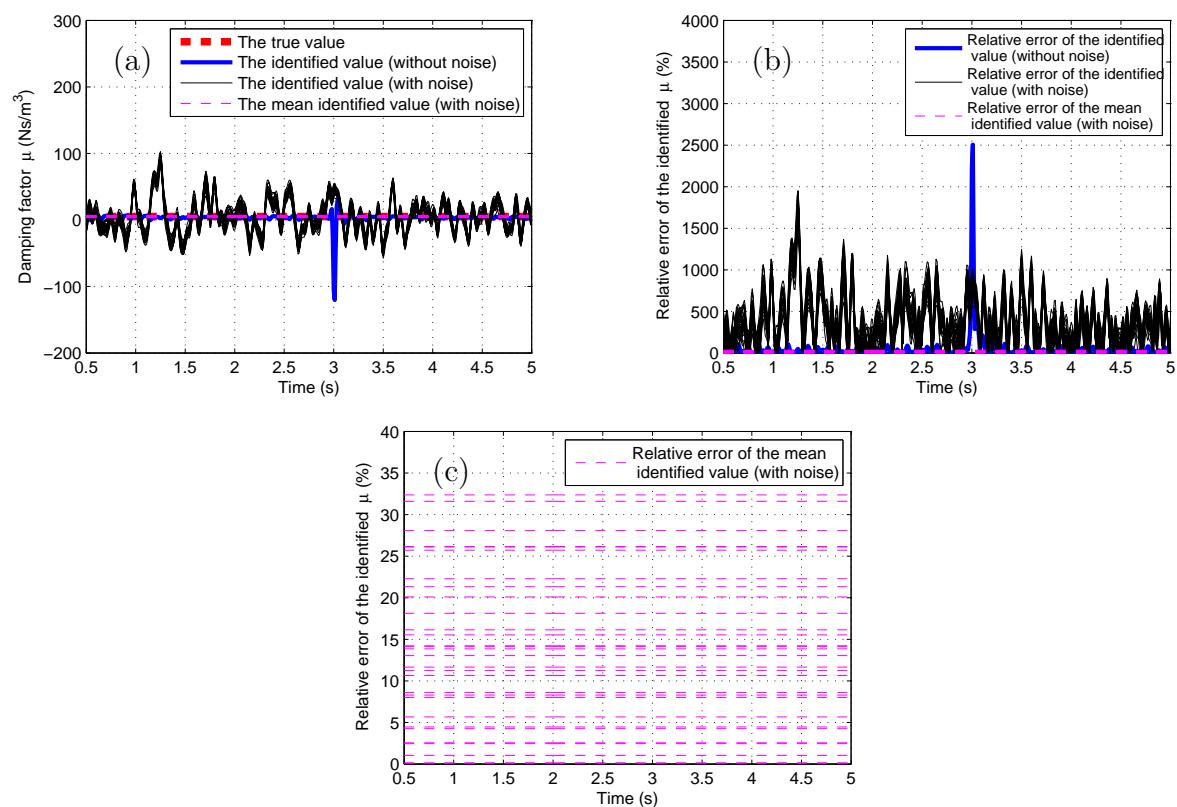 300
200
100
0
−100
−200
0.5 1 1.5 2 2.5 3 3.5 4 4.5 5
Time (s)
Damping factor μ (Ns/m³)
(a)
The true value
The identified value (without noise)
The identified value (with noise)
The mean identified value (with noise)
4000
3500
3000
2500
2000
1500
1000
500
0
0.5 1 1.5 2 2.5 3 3.5 4 4.5 5
Time (s)
Relative error of the identified μ (%)
(b)
Relative error of the identified
value (without noise)
Relative error of the identified
value (with noise)
Relative error of the mean
identified value (with noise)
40
35
30
25
20
15
10
5
0
0.5 1 1.5 2 2.5 3 3.5 4 4.5 5
Time (s)
Relative error of the identified μ (%)
(c)
Relative error of the mean
identified value (with noise)